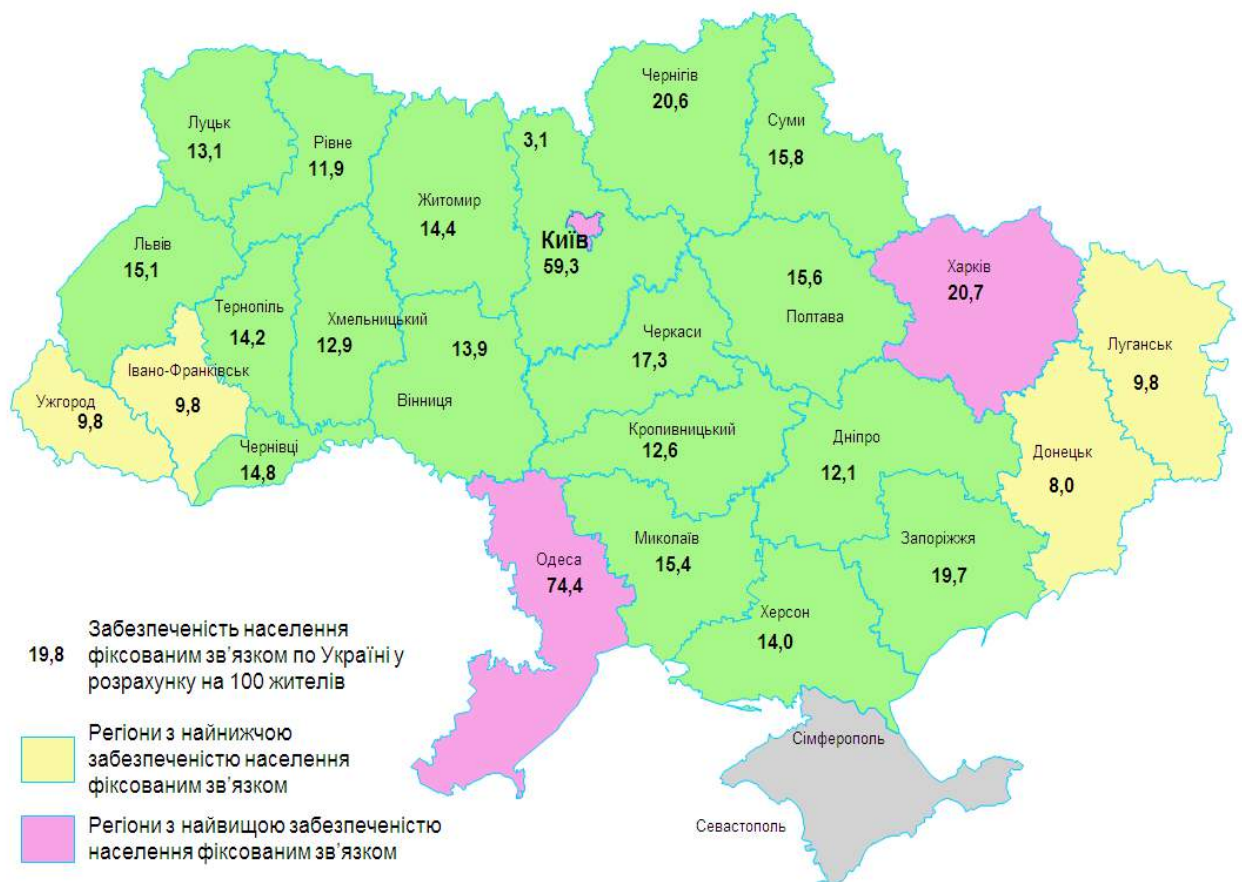 Чернігів
20,6
Луцьк
13,1
Рівне
11,9
3,1
Суми
15,8
Житомир
14,4
Львів
15,1
Київ
59,3
Харків
20,7
15,6
Полтава
Тернопіль
14,2
Хмельницький
12,9
13,9
Вінниця
Черкаси
17,3
Луганськ
9,8
Івано-Франківськ
9,8
Ужгород
9,8
Чернівці
14,8
Кропивницький
12,6
Дніпро
12,1
Донецьк
8,0
Одеса
74,4
Миколаїв
15,4
Запоріжжя
19,7
Херсон
14,0
Сімферополь
Севастополь
19,8
Забезпеченість населення
фіксованим зв’язком по Україні у
розрахунку на 100 жителів
Регіони з найнижчою
забезпеченістю населення
фіксованим зв’язком
Регіони з найвищою забезпеченістю
населення фіксованим зв’язком